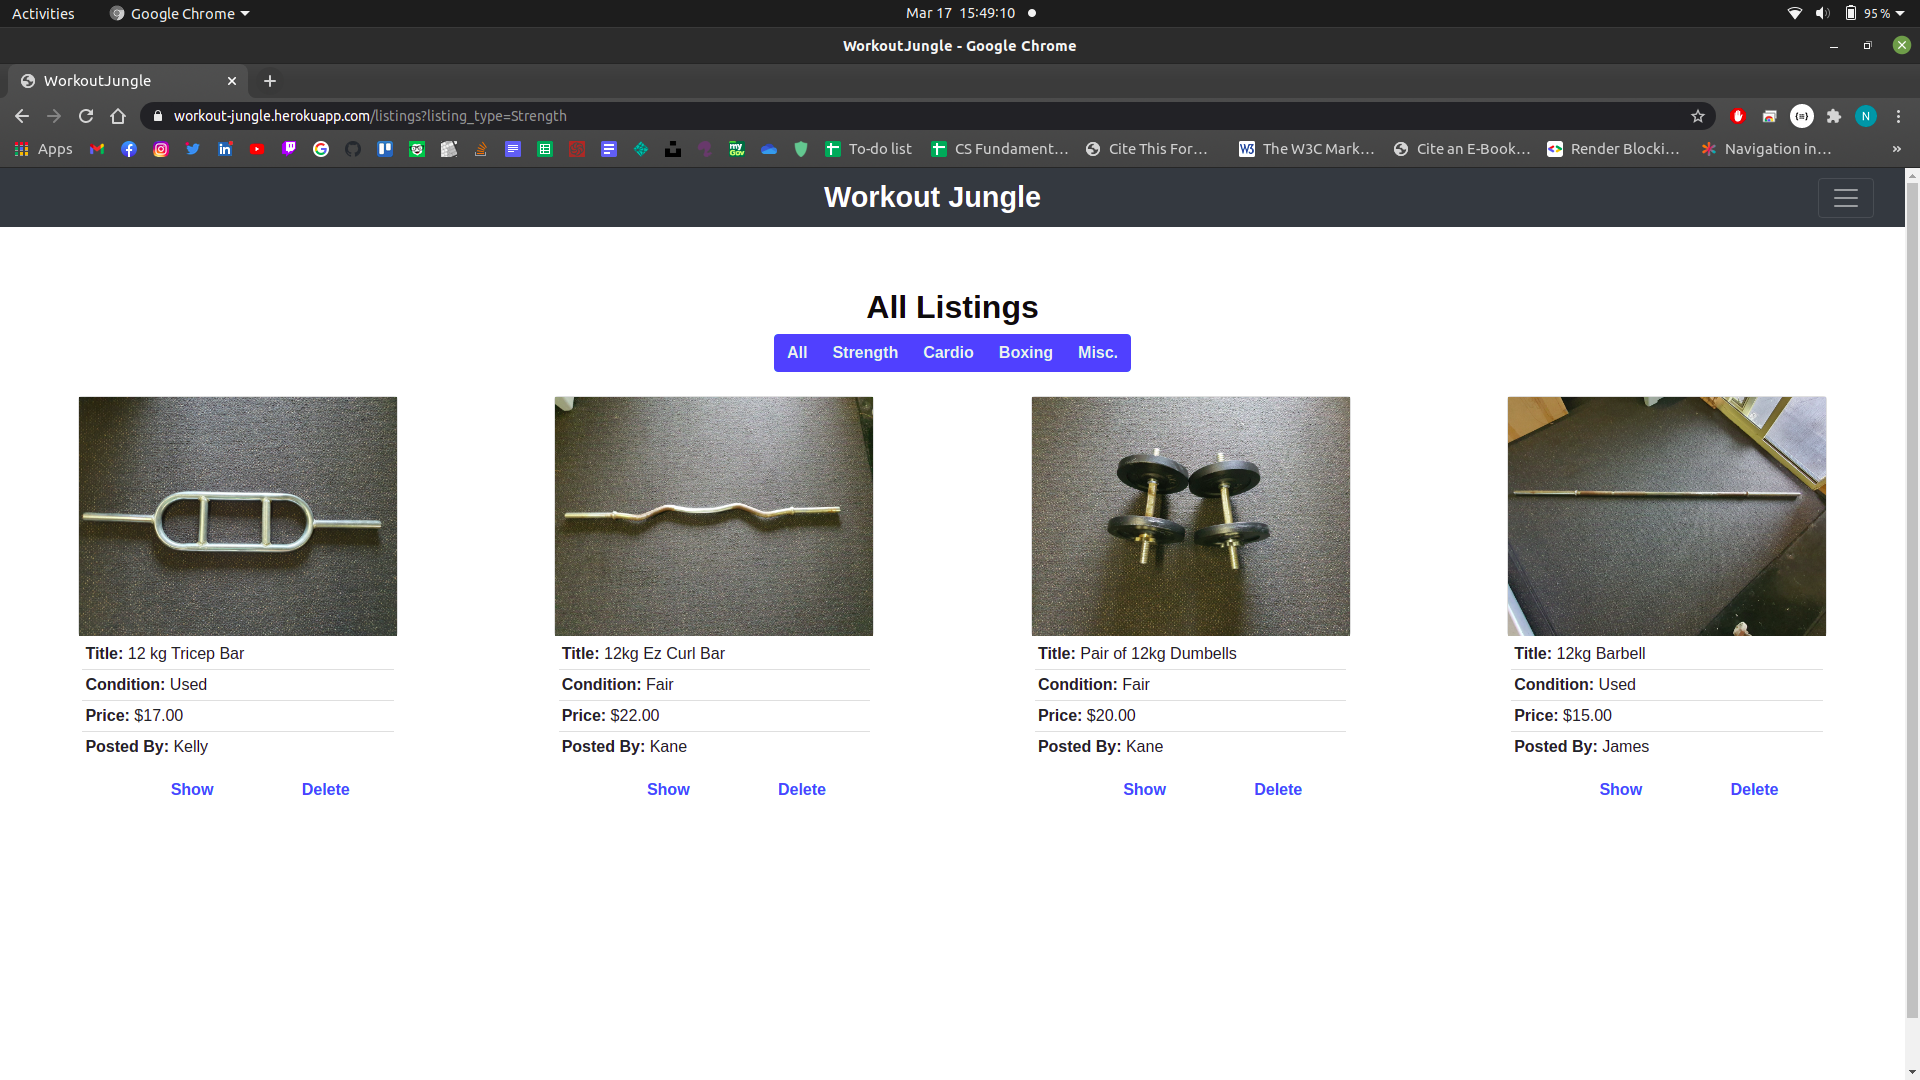 Activities Google Chrome Mar 17 15:49:10 95 %
WorkoutJungle - Google Chrome
WorkoutJungle
workout-jungle.herokuapp.com/listings?listing_type=Strength
Apps To-do list CS Fundament... Cite This For... The W3C Mark... Cite an E-Book... Render Blocki... Navigation in... »
Workout Jungle
All Listings
All Strength Cardio Boxing Misc.
Title: 12 kg Tricep Bar
Condition: Used
Price: $17.00
Posted By: Kelly
Show Delete
Title: 12kg Ez Curl Bar
Condition: Fair
Price: $22.00
Posted By: Kane
Show Delete
Title: Pair of 12kg Dumbells
Condition: Fair
Price: $20.00
Posted By: Kane
Show Delete
Title: 12kg Barbell
Condition: Used
Price: $15.00
Posted By: James
Show Delete